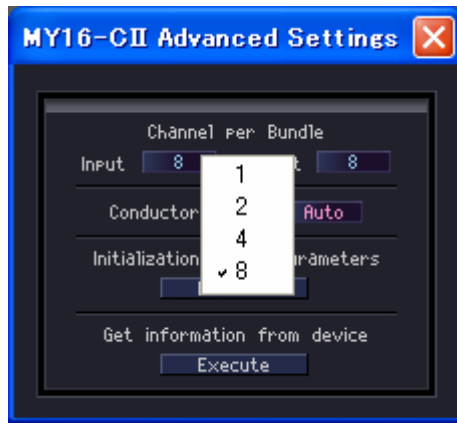 MY16-CII Advanced Settings
Channel per Bundle
Input 8 8
1
2
4
✓ 8
Conductor Auto
Initialization
Get information from device
Execute